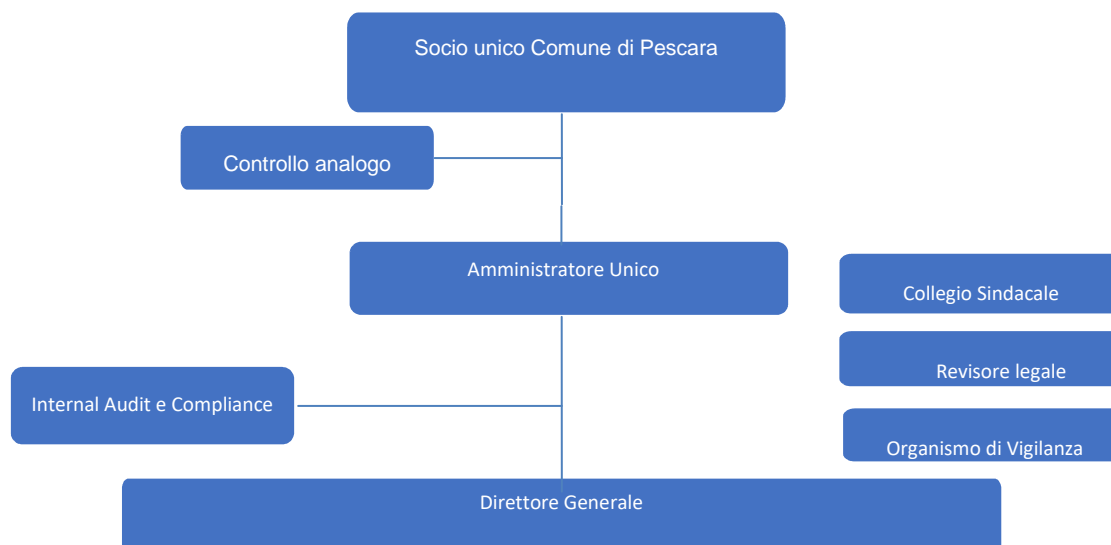 Socio unico Comune di Pescara
Controllo analogo
Amministratore Unico
Collegio Sindacale
Revisore legale
Internal Audit e Compliance
Organismo di Vigilanza
Direttore Generale